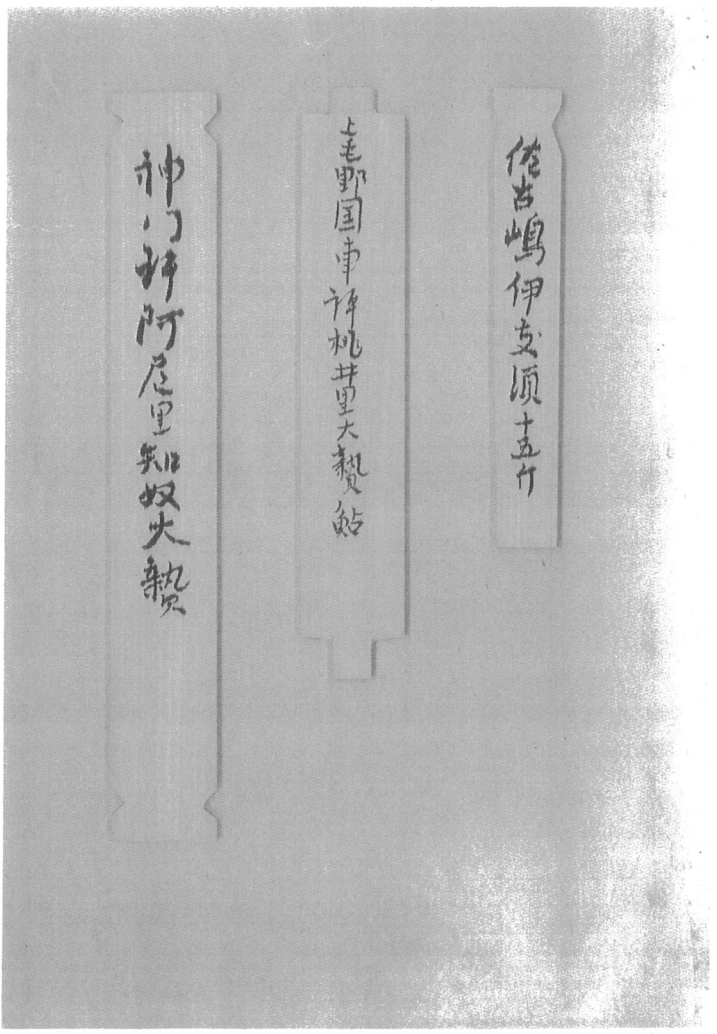 佐古嶋伊支須十五斤
上毛野国車評桃井里大贄鮎
神門評阿尼里知奴大贄